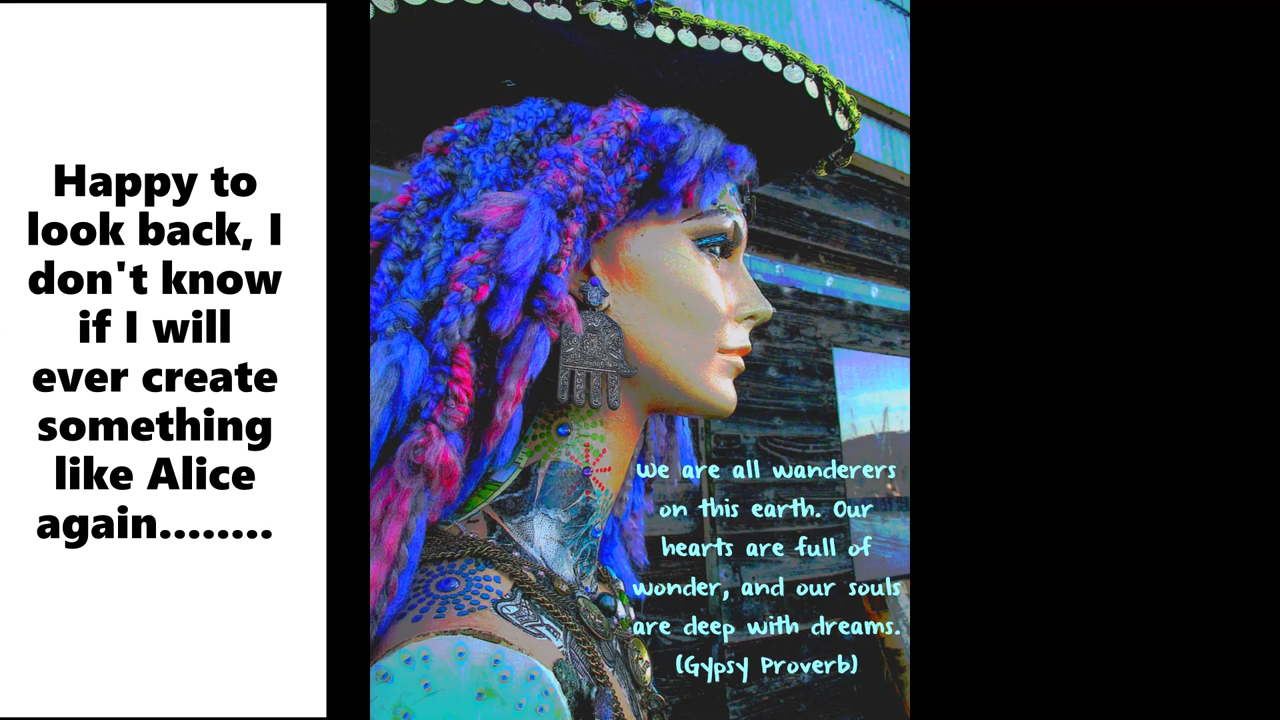 Happy to
look back, I
don't know
if I will
ever create
something
like Alice
again........
We are all wanderers
on this earth. Our
hearts are full of
wonder, and our souls
are deep with dreams.
(Gypsy Proverb)